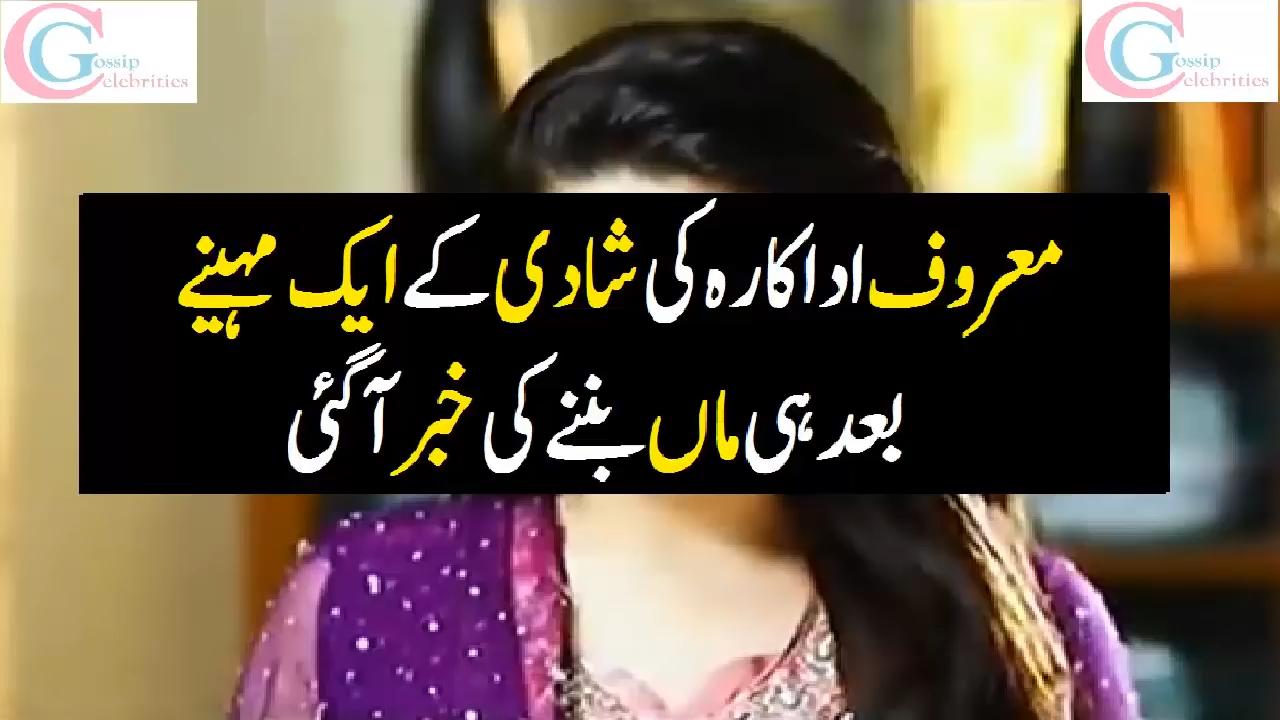 Gossip Celebrities
Gossip Celebrities
معروف اداکارہ کی شادی کے ایک مہینے
بعد ہی ماں بننے کی خبر آگئی